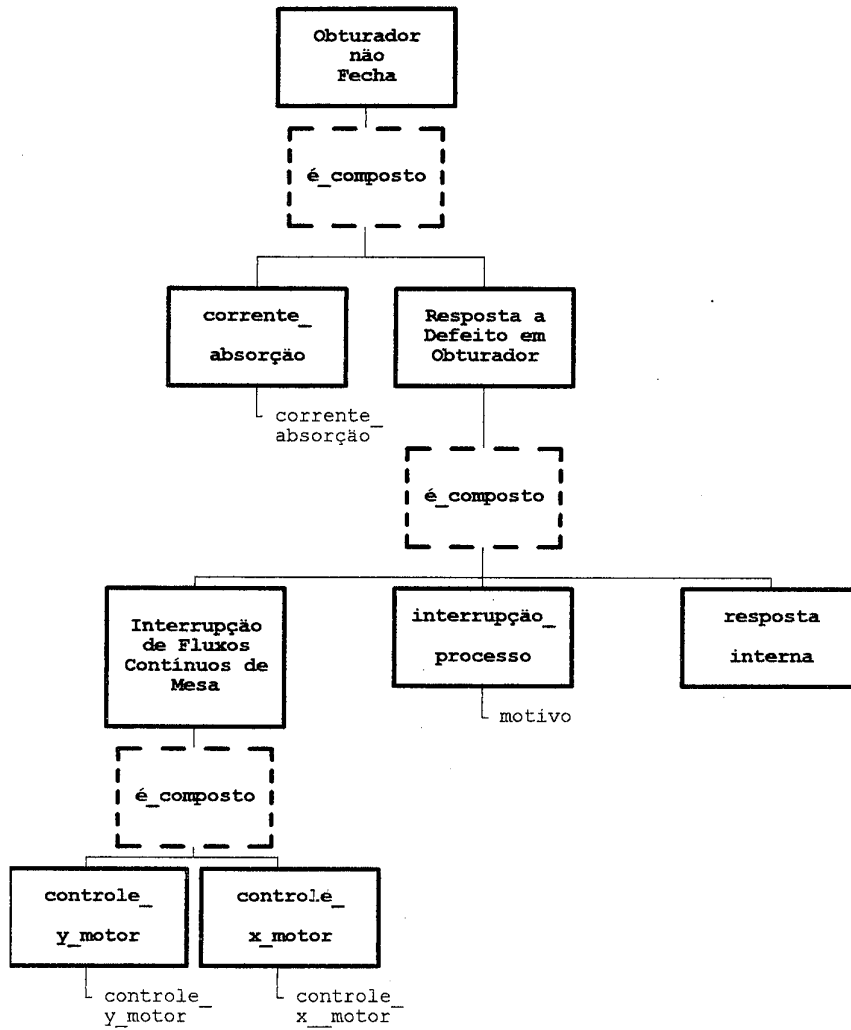 Obturador
não
Fecha
é_composto
corrente_
absorção
Resposta a
Defeito em
Obturador
corrente_
absorção
é_composto
Interrupção
de Fluxos
Contínuos de
Mesa
interrupção_
processo
resposta
interna
motivo
é_composto
controle_
y_motor
controle_
x_motor
controle_
y_motor
controle_
x__motor